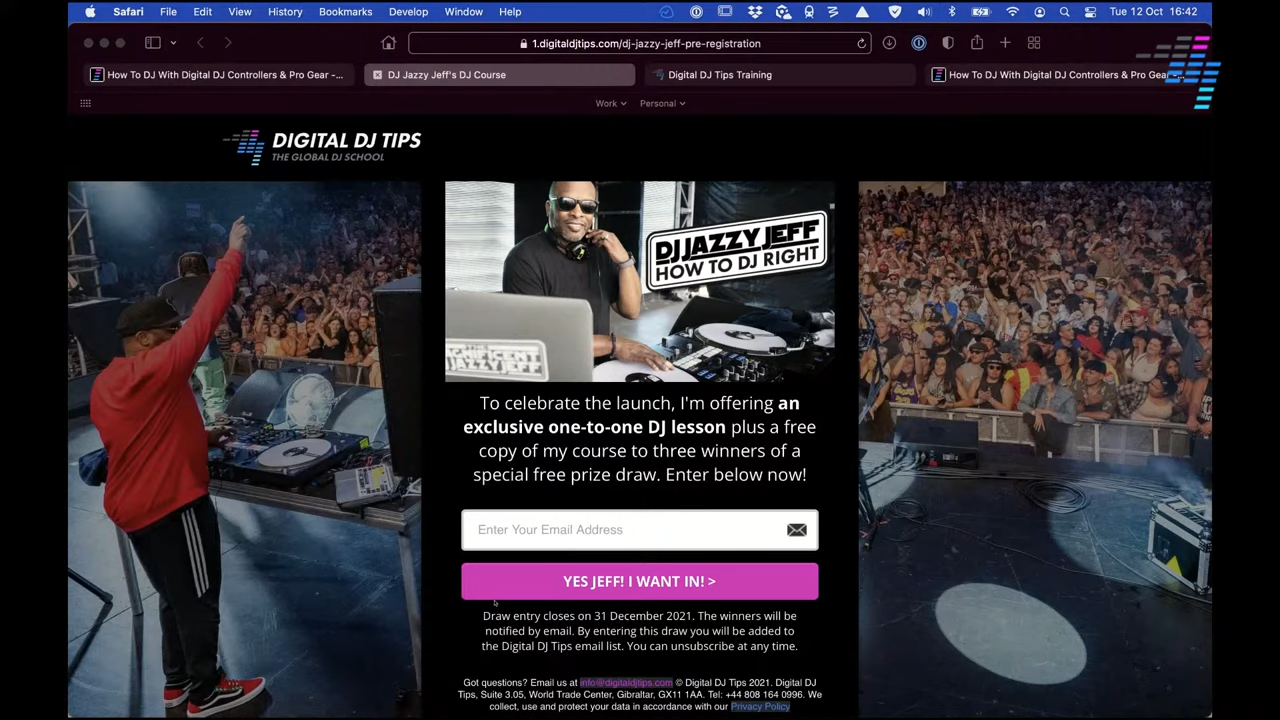 Safari File Edit View History Bookmarks Develop Window Help Tue 12 Oct 16:42
1.digitaldjtips.com/dj-jazzy-jeff-pre-registration
How To DJ With Digital DJ Controllers & Pro Gear -... DJ Jazzy Jeff's DJ Course Digital DJ Tips Training How To DJ With Digital DJ Controllers & Pro Gear -...
Work Personal
DIGITAL DJ TIPS
THE GLOBAL DJ SCHOOL
DJ JAZZY JEFF
HOW TO DJ RIGHT
MAGNIFICENT
JAZZY JEFF
To celebrate the launch, I'm offering an
exclusive one-to-one DJ lesson plus a free
copy of my course to three winners of a
special free prize draw. Enter below now!
Enter Your Email Address
YES JEFF! I WANT IN! >
Draw entry closes on 31 December 2021. The winners will be
notified by email. By entering this draw you will be added to
the Digital DJ Tips email list. You can unsubscribe at any time.
Got questions? Email us at info@digitaldjtips.com © Digital DJ Tips 2021. Digital DJ
Tips, Suite 3.05, World Trade Center, Gibraltar, GX11 1AA. Tel: +44 808 164 0996. We
collect, use and protect your data in accordance with our Privacy Policy